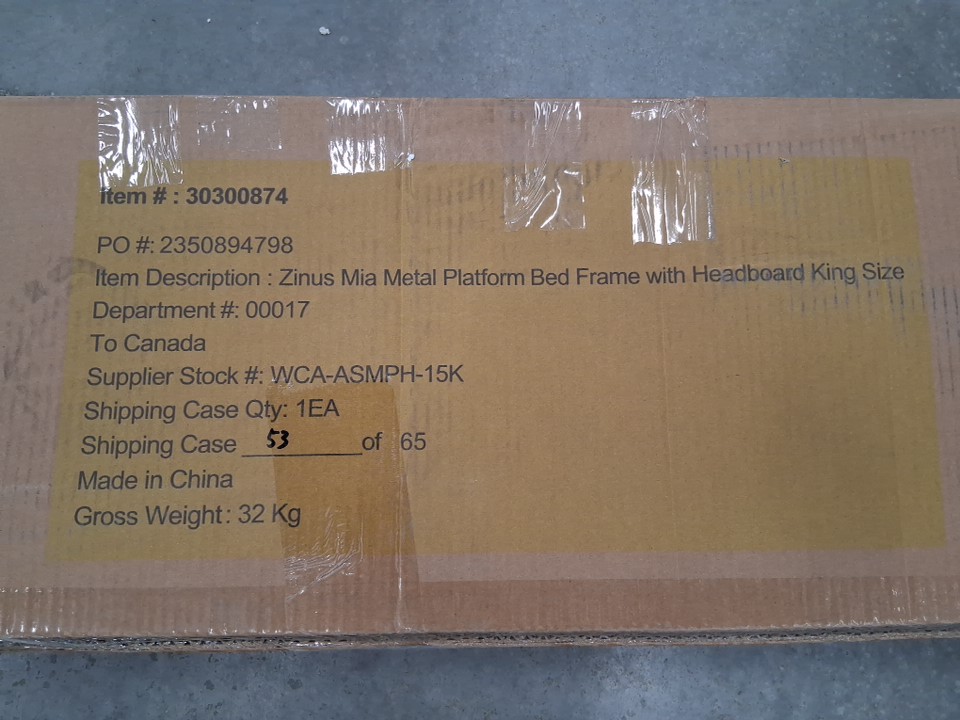 Item # : 30300874
PO #: 2350894798
Item Description : Zinus Mia Metal Platform Bed Frame with Headboard King Size
Department #: 00017
To Canada
Supplier Stock #: WCA-ASMPH-15K
Shipping Case Qty: 1EA
Shipping Case 53 of 65
Made in China
Gross Weight: 32 Kg